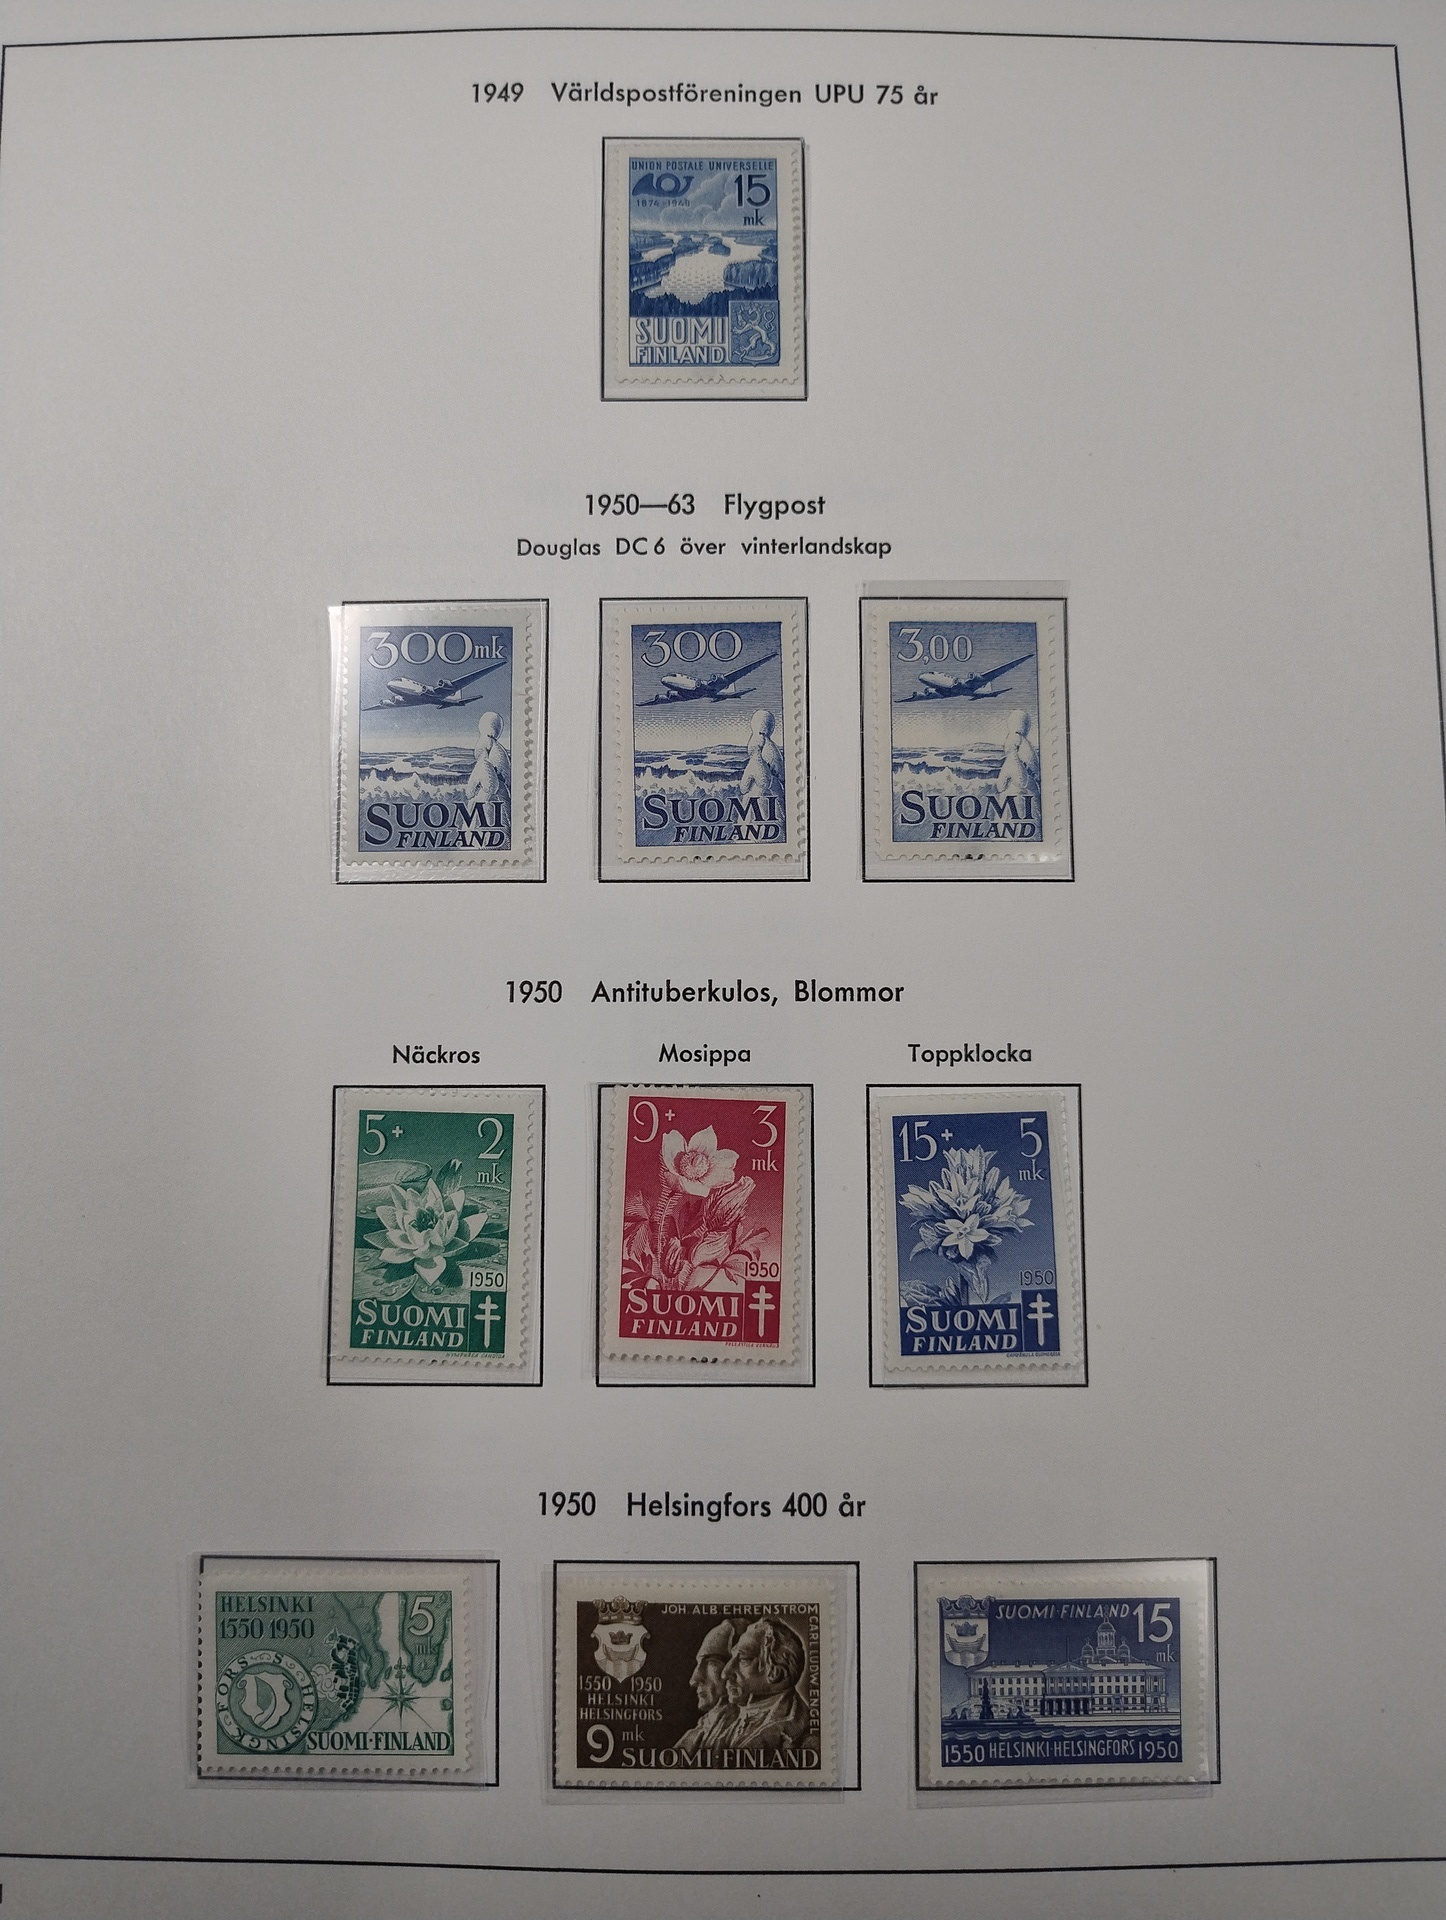 1949 Världspostföreningen UPU 75 år
UNION POSTALE UNIVERSELLE
15
1874-1949
mk
SUOMI
FINLAND
1950—63 Flygpost
Douglas DC 6 över vinterlandskap
300mk
SUOMI
FINLAND
300
SUOMI
FINLAND
3,00
SUOMI
FINLAND
1950 Antituberkulos, Blommor
Näckros
Mosippa
Toppklocka
5+ 2
mk
1950
SUOMI
FINLAND
NYMPHAEA CANDIDA
9+ 3
mk
1950
SUOMI
FINLAND
15+ 5
mk
1950
SUOMI
FINLAND
1950 Helsingfors 400 år
HELSINKI
1550 1950
5
mk
SUOMI·FINLAND
JOH. ALB. EHRENSTRÖM
CARL LUDW. ENGEL
1550 1950
HELSINKI
HELSINGFORS
9 mk
SUOMI·FINLAND
SUOMI·FINLAND
15
mk
1550 HELSINKI·HELSINGFORS 1950